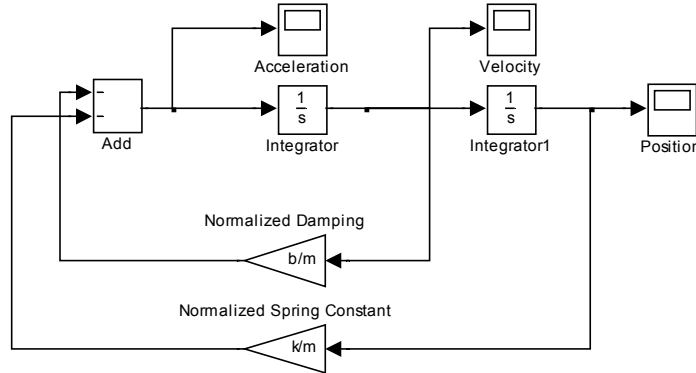 Acceleration
Velocity
−
−
Add
1
s
Integrator
1
s
Integrator1
Position
Normalized Damping
b/m
Normalized Spring Constant
k/m